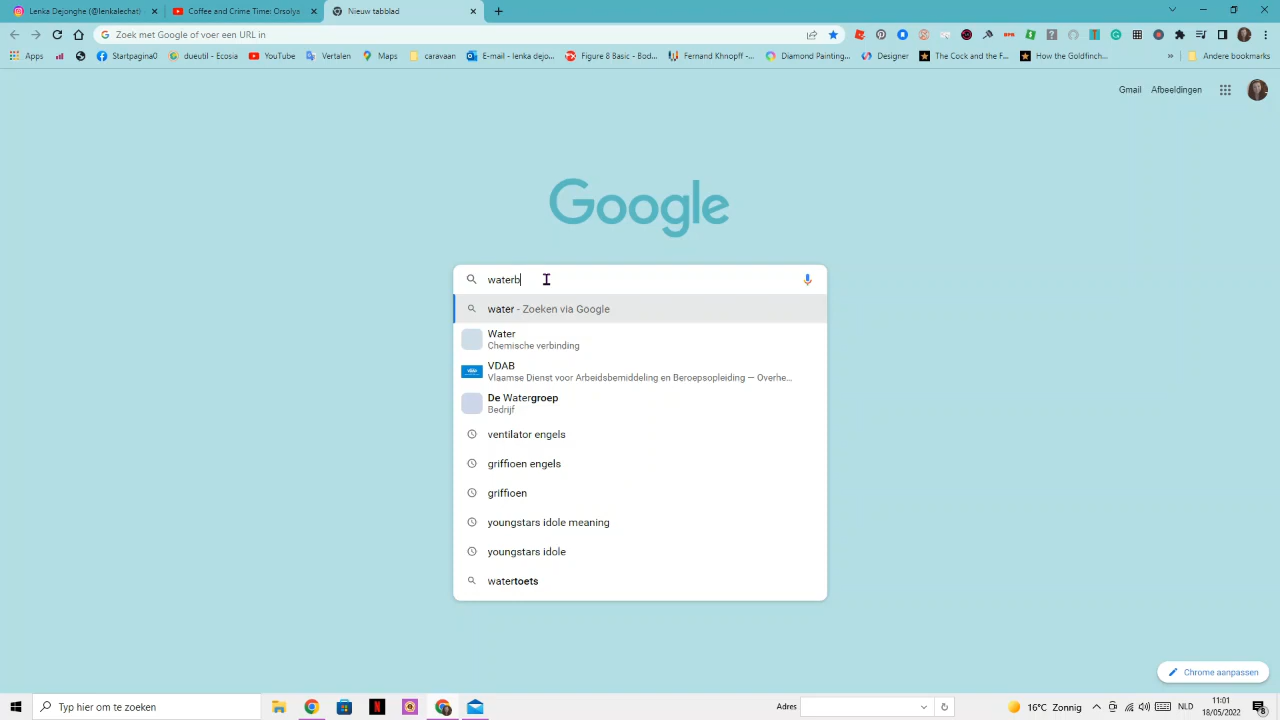 Lenka Dejonghe (@lenkalechat)
Coffee and Crime Time: Orsolya
Nieuw tabblad
Zoek met Google of voer een URL in
Apps
Startpagina0
dueutil - Ecosia
YouTube
Vertalen
Maps
caravaan
E-mail - lenka dejo...
Figure 8 Basic - Bod...
Fernand Khnopff -...
Diamond Painting...
Designer
The Cock and the F...
How the Goldfinch...
»
Andere bookmarks
Gmail
Afbeeldingen
Google
waterb
water - Zoeken via Google
Water
Chemische verbinding
VDAB
Vlaamse Dienst voor Arbeidsbemiddeling en Beroepsopleiding — Overhe...
De Watergroep
Bedrijf
ventilator engels
griffioen engels
griffioen
youngstars idole meaning
youngstars idole
watertoets
Chrome aanpassen
Typ hier om te zoeken
Adres
16°C Zonnig
NLD
11:01
18/05/2022